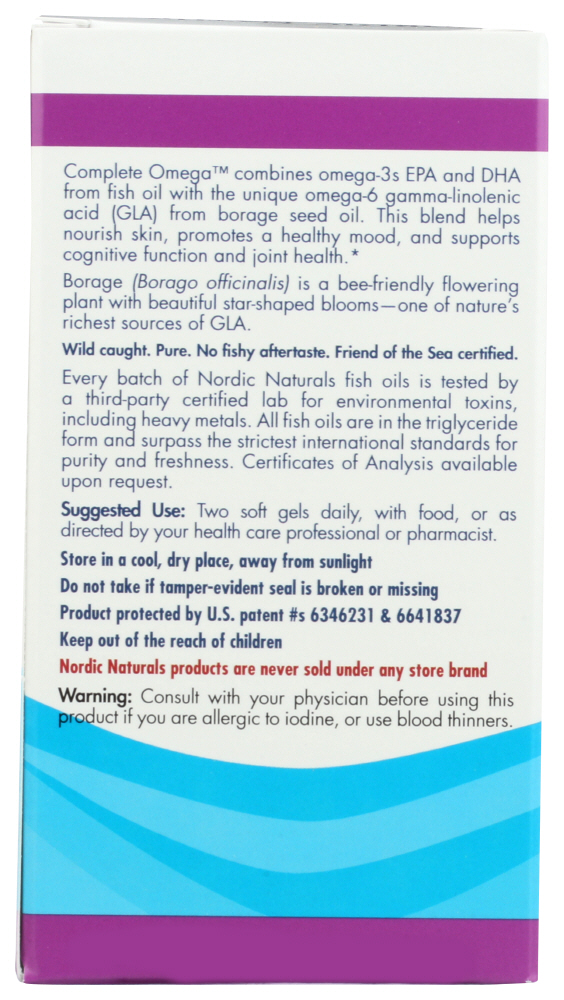 Complete Omega™ combines omega-3s EPA and DHA
from fish oil with the unique omega-6 gamma-linolenic
acid (GLA) from borage seed oil. This blend helps
nourish skin, promotes a healthy mood, and supports
cognitive function and joint health.*
Borage (Borago officinalis) is a bee-friendly flowering
plant with beautiful star-shaped blooms—one of nature's
richest sources of GLA.
Wild caught. Pure. No fishy aftertaste. Friend of the Sea certified.
Every batch of Nordic Naturals fish oils is tested by
a third-party certified lab for environmental toxins,
including heavy metals. All fish oils are in the triglyceride
form and surpass the strictest international standards for
purity and freshness. Certificates of Analysis available
upon request.
Suggested Use: Two soft gels daily, with food, or as
directed by your health care professional or pharmacist.
Store in a cool, dry place, away from sunlight
Do not take if tamper-evident seal is broken or missing
Product protected by U.S. patent #s 6346231 & 6641837
Keep out of the reach of children
Nordic Naturals products are never sold under any store brand
Warning: Consult with your physician before using this
product if you are allergic to iodine, or use blood thinners.